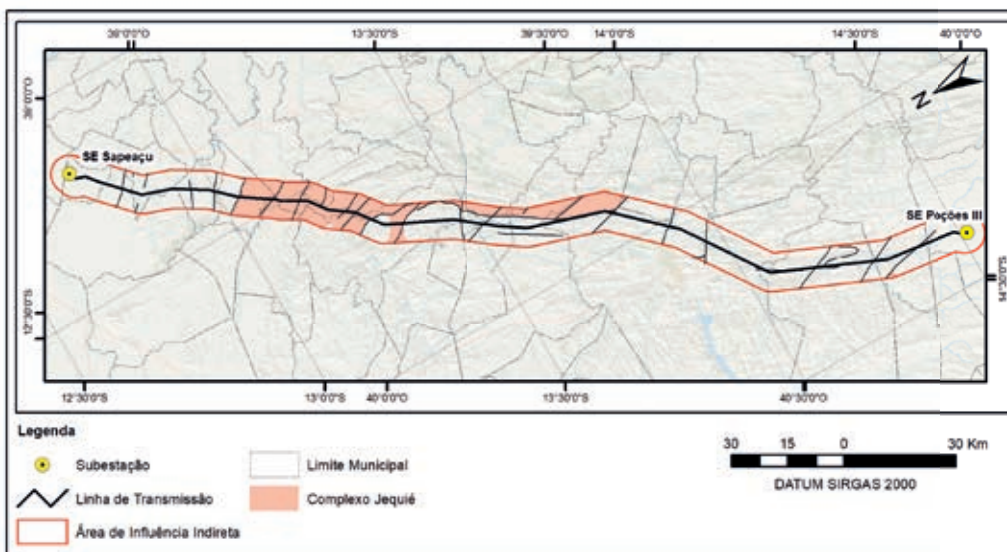 39°0'0"O 13°30'0"S 39°30'0"O 14°0'0"S 14°30'0"S 40°0'0"O
N
SE Sapeaçu
SE Poções III
12°30'0"S
14°30'0"S
12°30'0"S 13°0'0"S 40°0'0"O 13°30'0"S 40°30'0"O
Legenda
Subestação
Limite Municipal
30 15 0 30 Km
Linha de Transmissão
Complexo Jequié
DATUM SIRGAS 2000
Área de Influência Indireta